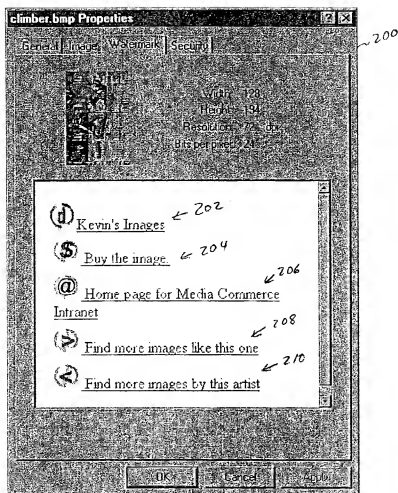 climber.bmp Properties
200
General Image Watermark Security
Width: 128
Height: 194
Resolution: 72 dpi
Bits per pixel: 24
(d) Kevin's Images 202
($) Buy the image. 204
(@) Home page for Media Commerce 206
Intranet
(>) Find more images like this one 208
(<) Find more images by this artist 210
OK Cancel Apply